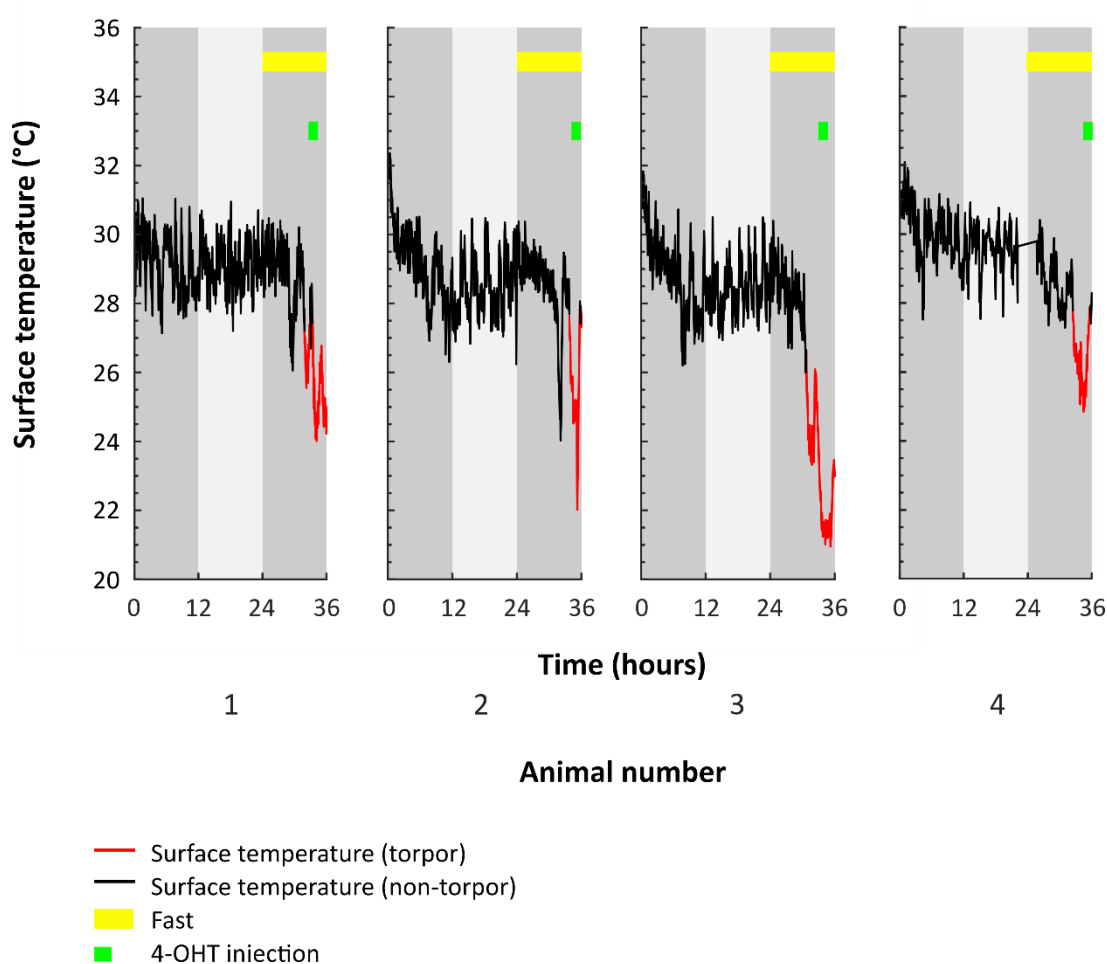 Surface temperature (°C)
36
34
32
30
28
26
24
22
20
0 12 24 36
0 12 24 36
0 12 24 36
0 12 24 36
Time (hours)
1 2 3 4
Animal number
Surface temperature (torpor)
Surface temperature (non-torpor)
Fast
4-OHT injection